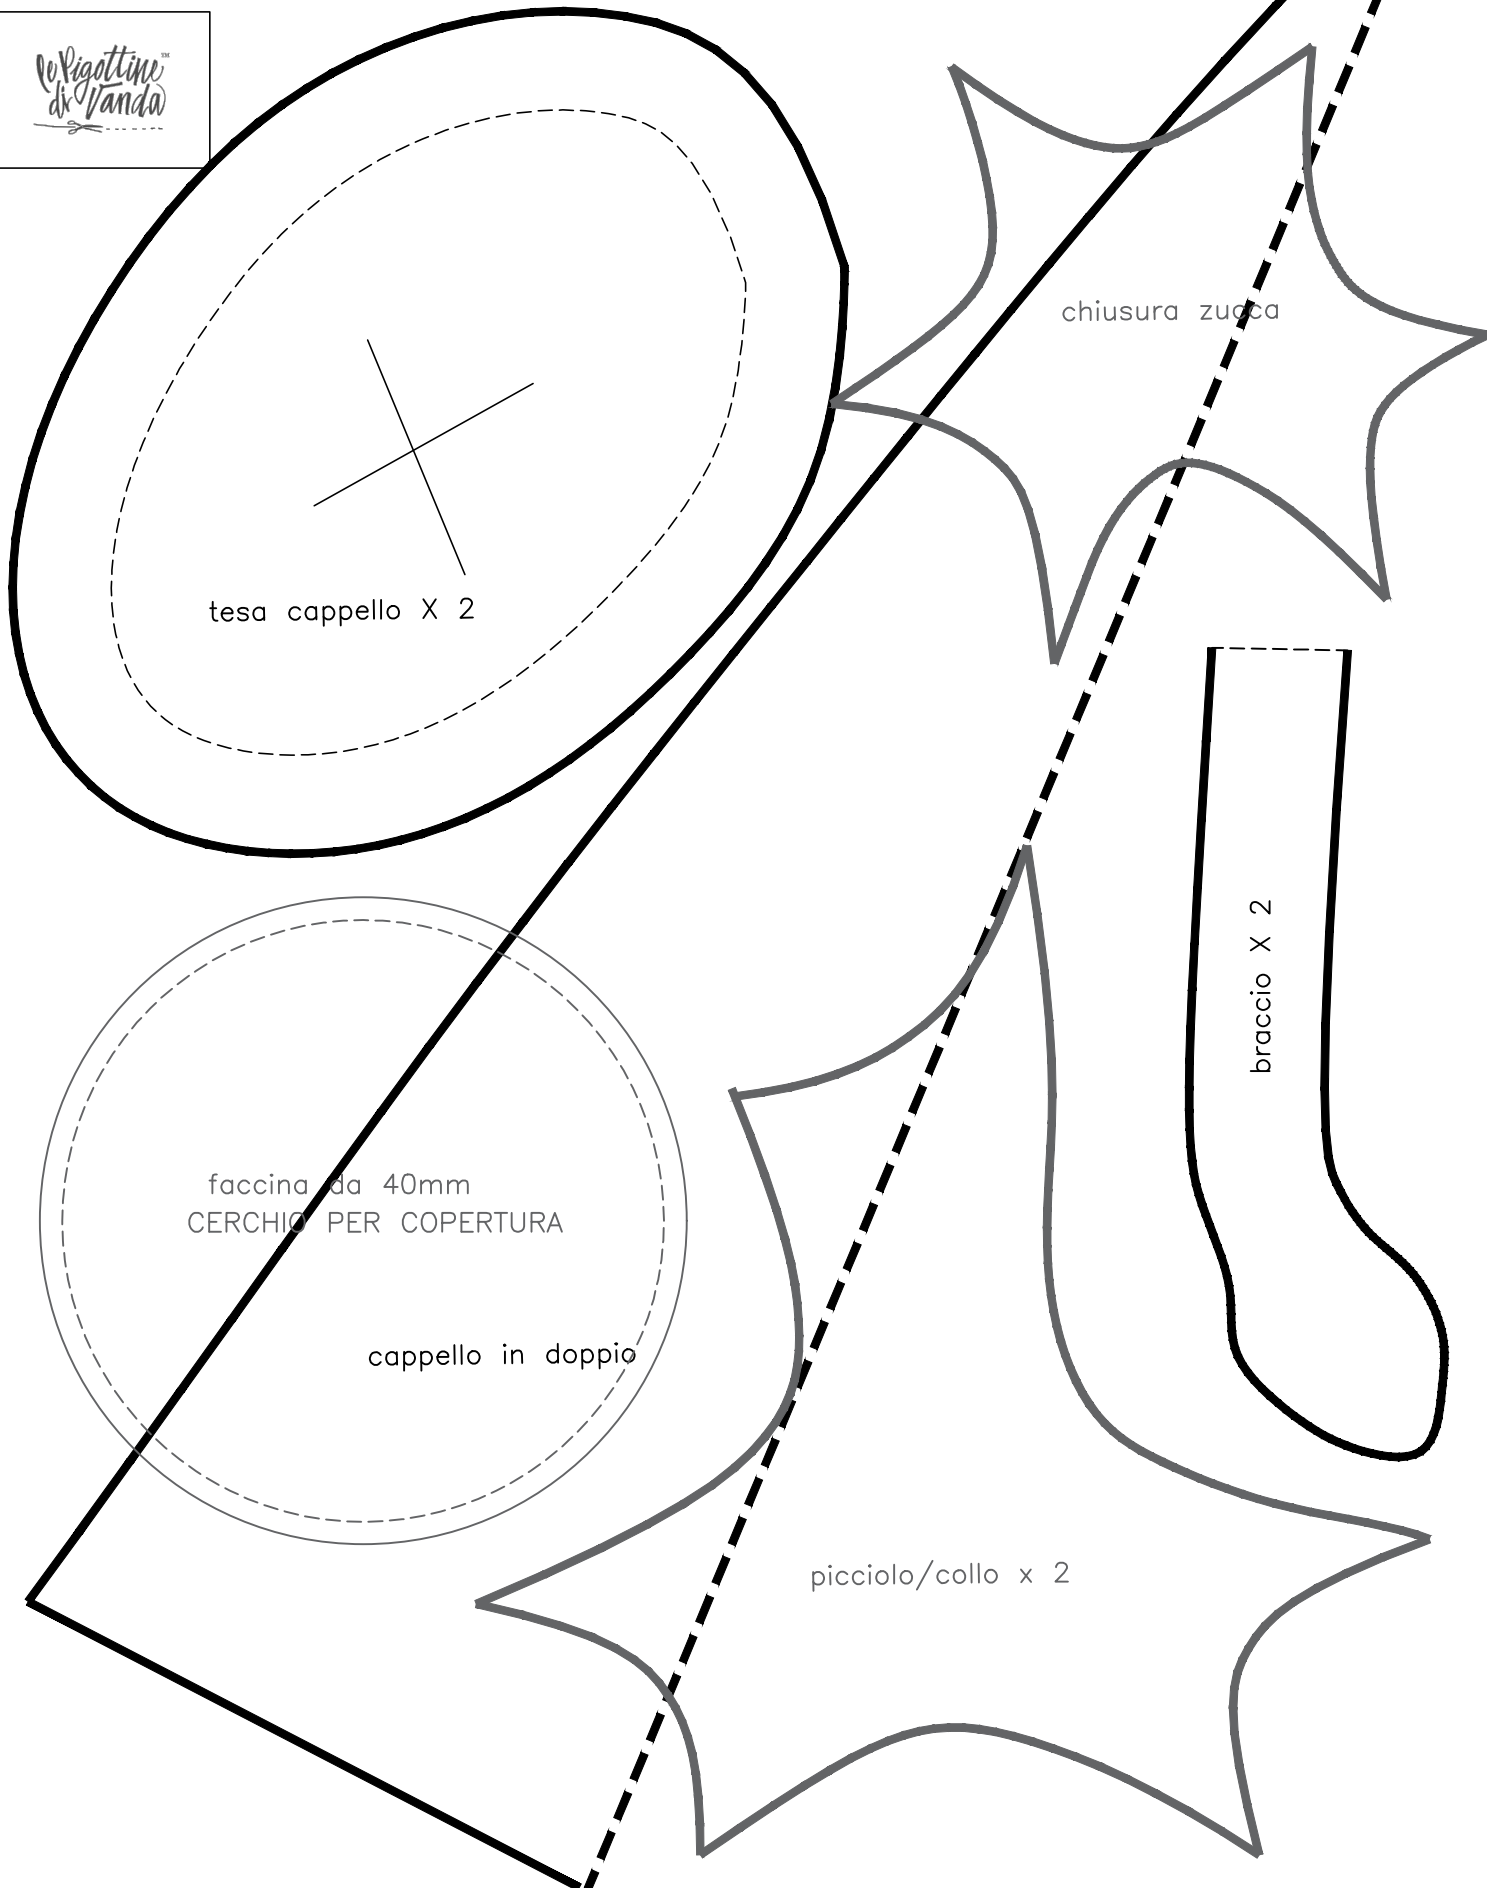 le Pigottine™
di Vanda
chiusura zucca
tesa cappello X 2
braccio X 2
faccina da 40mm
CERCHIO PER COPERTURA
cappello in doppio
picciolo/collo x 2